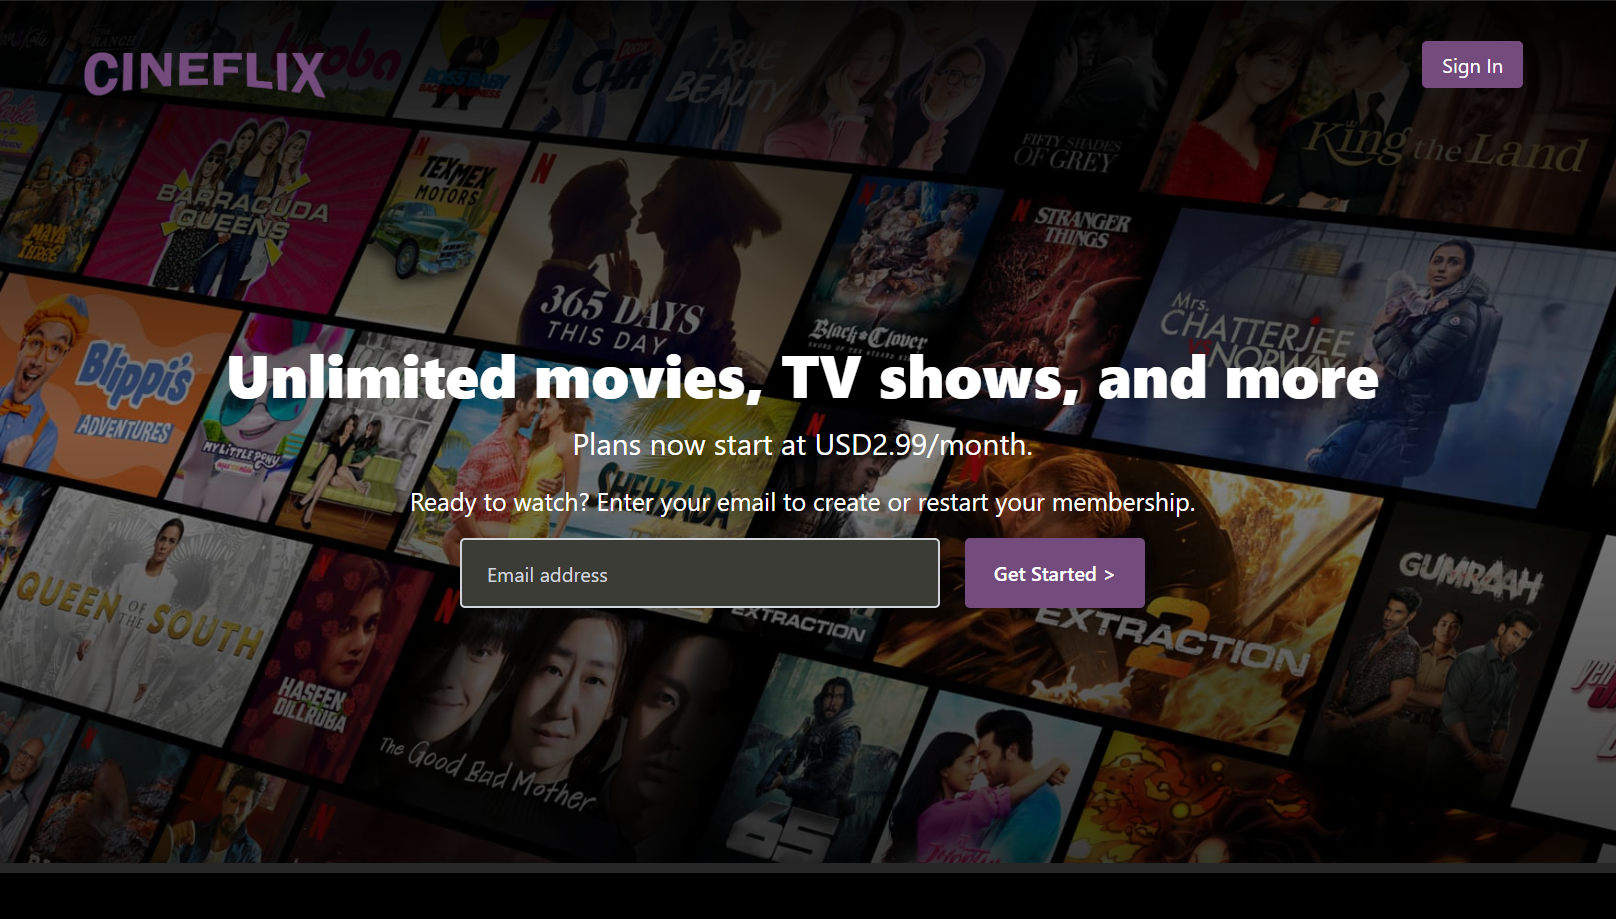 CINEFLIX
Sign In
BOSS BABY
TRUE
BEAUTY
FIFTY SHADES
OF GREY
King the Land
BARRACUDA
QUEENS
TEXMEX
MOTORS
MAYA
THREE
365 DAYS
THIS DAY
Black Clover
STRANGER
THINGS
Mrs.
CHATTERJEE
VS
NORWAY
Blippi's
ADVENTURES
MY LITTLE PONY
Unlimited movies, TV shows, and more
Plans now start at USD2.99/month.
SHEHZADA
Ready to watch? Enter your email to create or restart your membership.
Email address
Get Started >
QUEEN OF
THE SOUTH
HASEEN
DILLRUBA
EXTRACTION
EXTRACTION
2
GUMRAAH
The Good Bad Mother
65